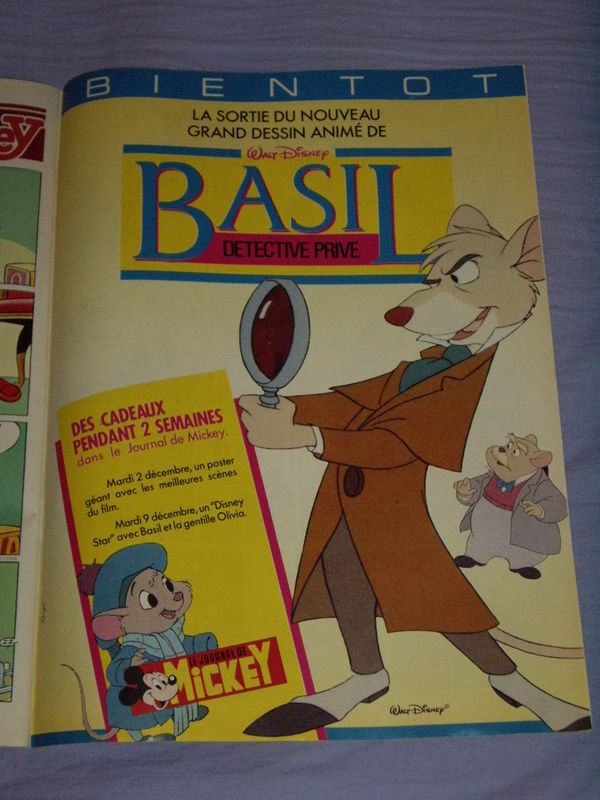 BIENTOT
LA SORTIE DU NOUVEAU
GRAND DESSIN ANIMÉ DE
WALT DISNEY
BASIL
DETECTIVE PRIVE
DES CADEAUX
PENDANT 2 SEMAINES
dans le Journal de Mickey.
Mardi 2 décembre, un poster
géant avec les meilleures scènes
du film.
Mardi 9 décembre, un "Disney
Star" avec Basil et la gentille Olivia.
LE JOURNAL DE
MICKEY
WALT DISNEY ©
ey